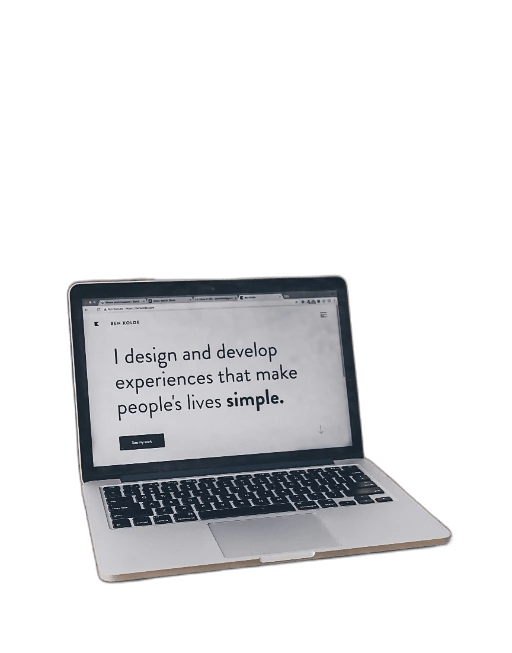 BEN KOLDE
I design and develop
experiences that make
people's lives simple.
See my work